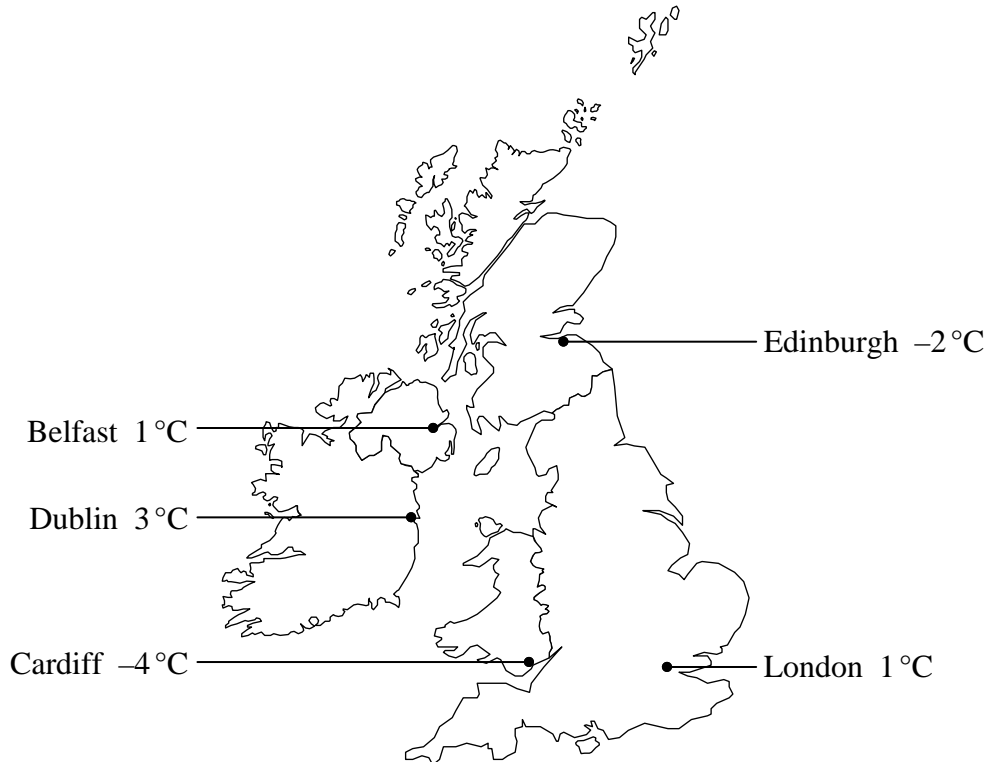 Edinburgh –2 °C
Belfast 1 °C
Dublin 3 °C
Cardiff –4 °C
London 1 °C